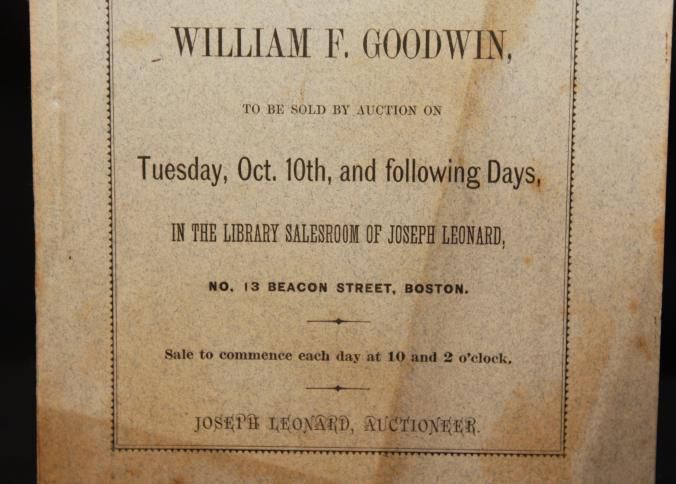 WILLIAM F. GOODWIN,
TO BE SOLD BY AUCTION ON
Tuesday, Oct. 10th, and following Days,
IN THE LIBRARY SALESROOM OF JOSEPH LEONARD,
NO. 13 BEACON STREET, BOSTON.
Sale to commence each day at 10 and 2 o'clock.
JOSEPH LEONARD, AUCTIONEER.